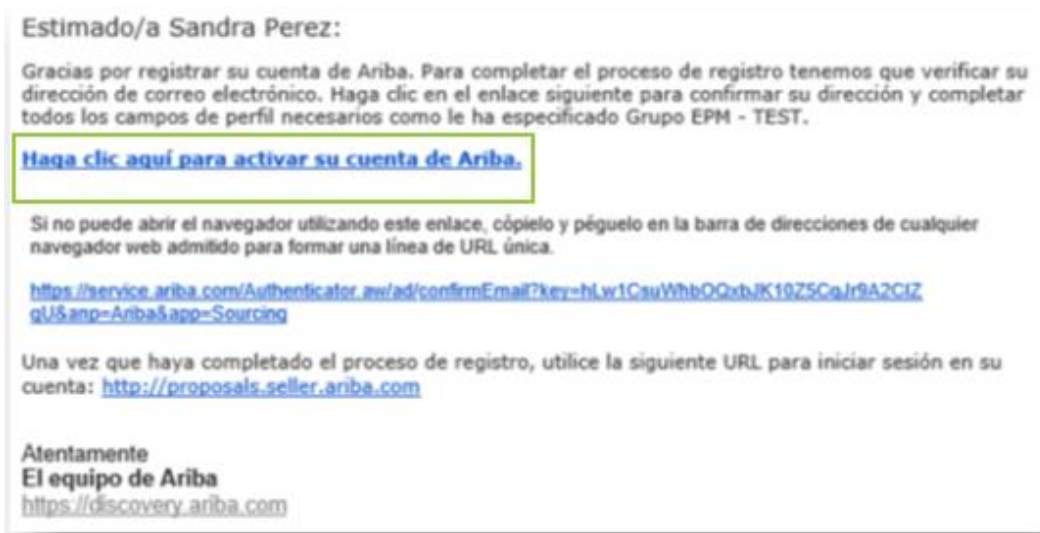 Estimado/a Sandra Perez:
Gracias por registrar su cuenta de Ariba. Para completar el proceso de registro tenemos que verificar su
dirección de correo electrónico. Haga clic en el enlace siguiente para confirmar su dirección y completar
todos los campos de perfil necesarios como le ha especificado Grupo EPM - TEST.
Haga clic aquí para activar su cuenta de Ariba.
Si no puede abrir el navegador utilizando este enlace, cópielo y péguelo en la barra de direcciones de cualquier
navegador web admitido para formar una línea de URL única.
https://service.ariba.com/Authenticator.aw/ad/confirmEmail?key=hLw1CsuWhbOQxbJK10Z5CqJr9A2CIZ
gU&anp=Ariba&app=Sourcing
Una vez que haya completado el proceso de registro, utilice la siguiente URL para iniciar sesión en su
cuenta: http://proposals.seller.ariba.com
Atentamente
El equipo de Ariba
https://discovery.ariba.com